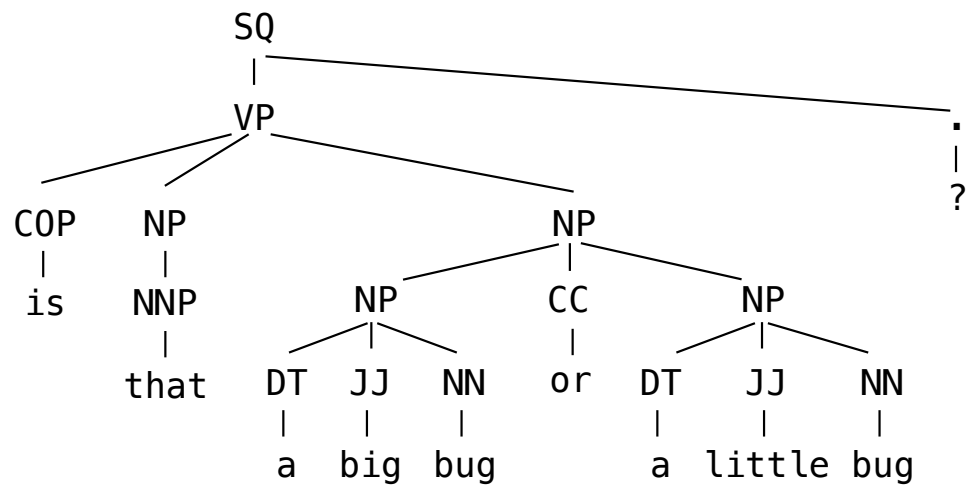 SQ
VP .
?
COP NP NP
is NNP NP CC NP
that DT JJ NN or DT JJ NN
a big bug a little bug